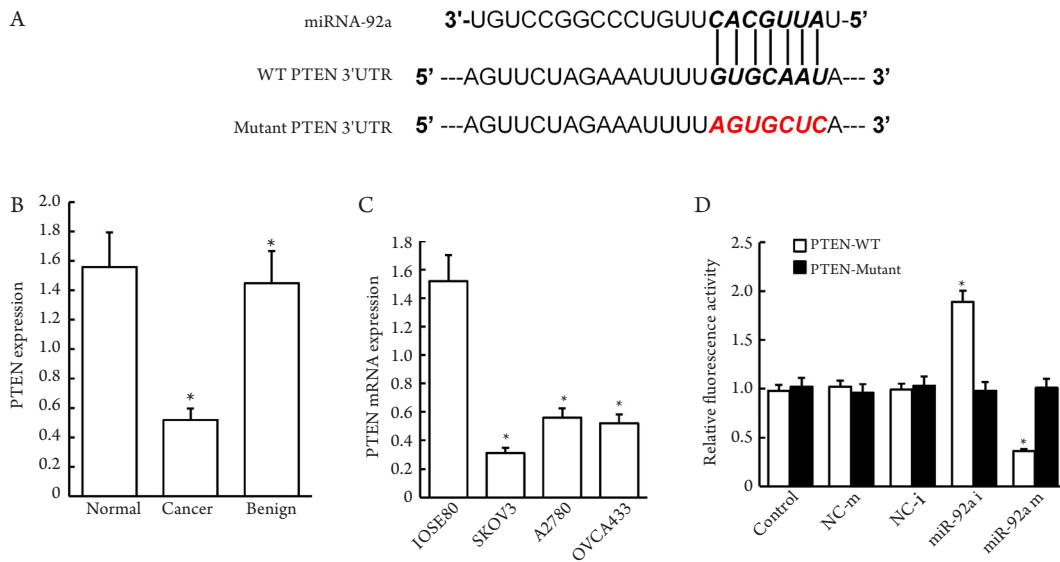 A
miRNA-92a 3'-UGUCCGGCCCUGUUCACGUUAU-5'
WT PTEN 3'UTR 5' ---AGUUCUAGAAAUUUUGUGCAAUA--- 3'
Mutant PTEN 3'UTR 5' ---AGUUCUAGAAAUUUUAGUGCUCA--- 3'
B
PTEN expression
2.0
1.8
1.6
1.4
1.2
1.0
0.8
0.6
0.4
0.2
0
*
*
Normal Cancer Benign
C
PTEN mRNA expression
1.8
1.6
1.4
1.2
1.0
0.8
0.6
0.4
0.2
0
*
*
*
IOSE80 SKOV3 A2780 OVCA433
D
PTEN-WT
PTEN-Mutant
Relative fluorescence activity
2.5
2.0
1.5
1.0
0.5
0
*
*
Control NC-m NC-i miR-92a i miR-92a m